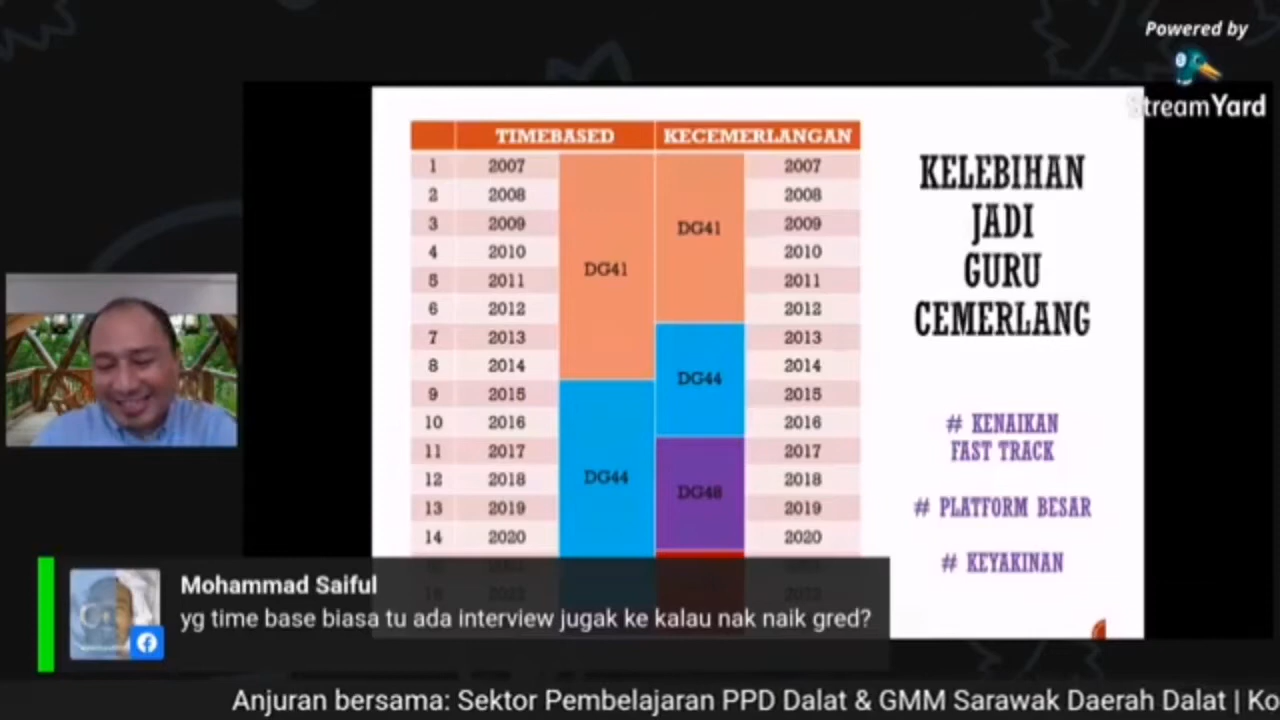 Powered by
StreamYard
TIMEBASED KECEMERLANGAN
1 2007 2007
2 2008 2008
3 2009 DG41 2009
4 2010 DG41 2010
5 2011 2011
6 2012 2012
7 2013 2013
8 2014 DG44 2014
9 2015 2015
10 2016 2016
11 2017 2017
12 2018 DG44 DG48 2018
13 2019 2019
14 2020 2020
KELEBIHAN
JADI
GURU
CEMERLANG
# KENAIKAN
FAST TRACK
# PLATFORM BESAR
# KEYAKINAN
Mohammad Saiful
yg time base biasa tu ada interview jugak ke kalau nak naik gred?
Anjuran bersama: Sektor Pembelajaran PPD Dalat & GMM Sarawak Daerah Dalat | Ko